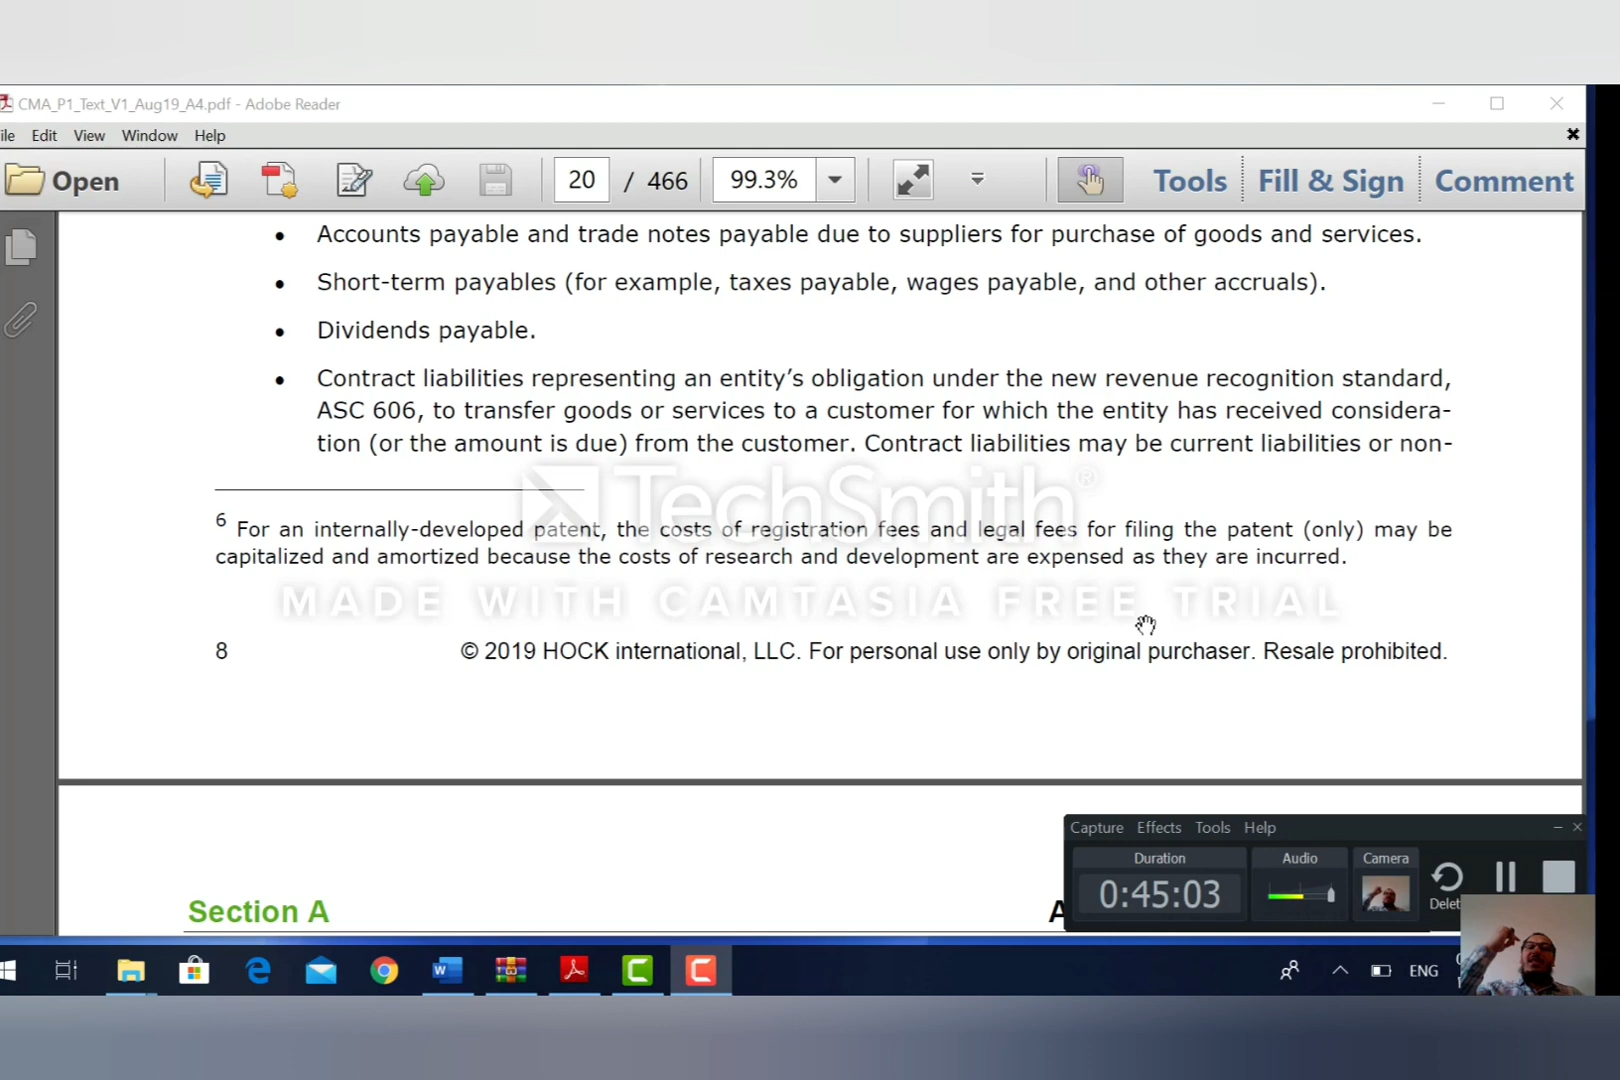 CMA_P1_Text_V1_Aug19_A4.pdf - Adobe Reader
ile Edit View Window Help
Open 20 / 466 99.3% Tools Fill & Sign Comment
• Accounts payable and trade notes payable due to suppliers for purchase of goods and services.
• Short-term payables (for example, taxes payable, wages payable, and other accruals).
• Dividends payable.
• Contract liabilities representing an entity’s obligation under the new revenue recognition standard,
ASC 606, to transfer goods or services to a customer for which the entity has received considera-
tion (or the amount is due) from the customer. Contract liabilities may be current liabilities or non-
TechSmith®
6 For an internally-developed patent, the costs of registration fees and legal fees for filing the patent (only) may be
capitalized and amortized because the costs of research and development are expensed as they are incurred.
MADE WITH CAMTASIA FREE TRIAL
8 © 2019 HOCK international, LLC. For personal use only by original purchaser. Resale prohibited.
Capture Effects Tools Help
Duration Audio Camera
0:45:03
Delet
Section A A
ENG